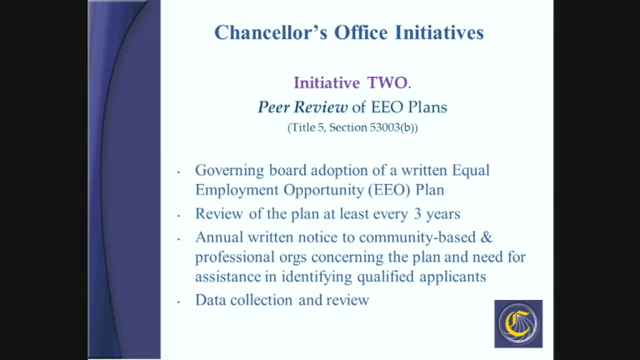 Chancellor's Office Initiatives
Initiative TWO.
Peer Review of EEO Plans
(Title 5, Section 53003(b))
• Governing board adoption of a written Equal
Employment Opportunity (EEO) Plan
• Review of the plan at least every 3 years
• Annual written notice to community-based &
professional orgs concerning the plan and need for
assistance in identifying qualified applicants
• Data collection and review